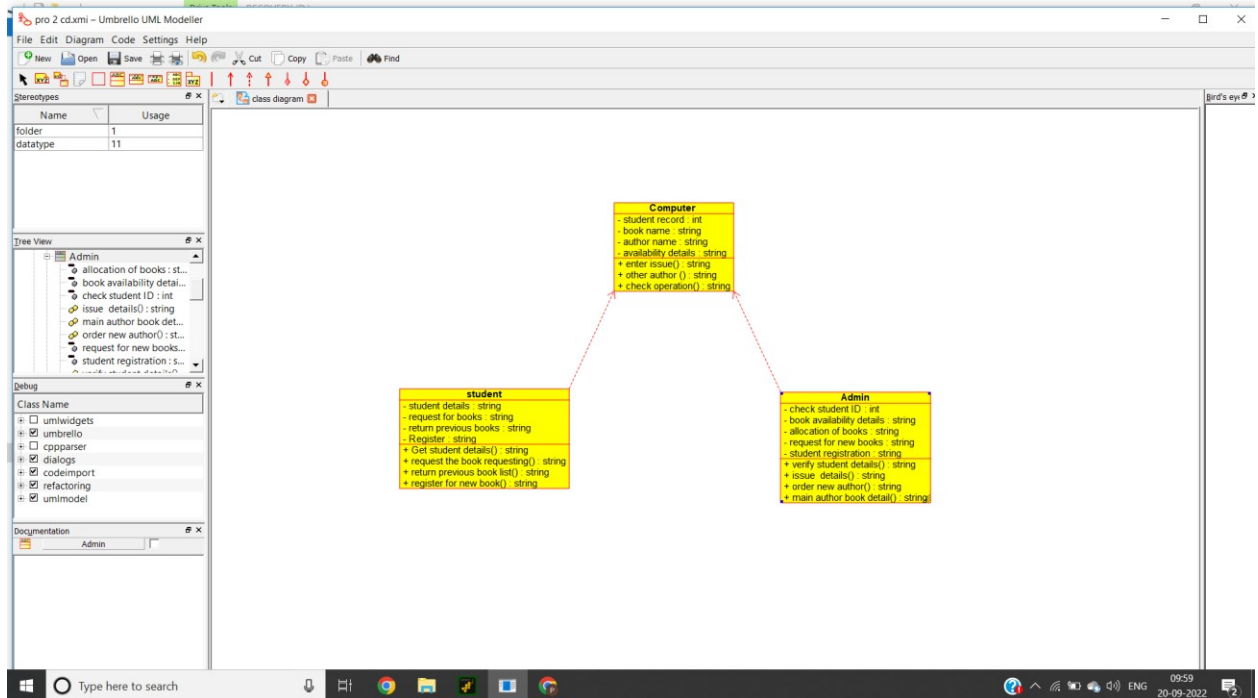 pro 2 cd.xmi – Umbrello UML Modeller
File Edit Diagram Code Settings Help
New Open Save Cut Copy Paste Find
Stereotypes
class diagram
Bird's eye
Name Usage
folder 1
datatype 11
Tree View
Admin
allocation of books : st...
book availability detai...
check student ID : int
issue details() : string
main author book det...
order new author() : st...
request for new books...
student registration : s...
Debug
Class Name
umlwidgets
umbrello
cppparser
dialogs
codeimport
refactoring
umlmodel
Documentation
Admin
Computer
- student record : int
- book name : string
- author name : string
- availability details : string
+ enter issue() : string
+ other author () : string
+ check operation() : string
student
- student details : string
- request for books : string
- return previous books : string
- Register : string
+ Get student details() : string
+ request the book requesting() : string
+ return previous book list() : string
+ register for new book() : string
Admin
- check student ID : int
- book availability details : string
- allocation of books : string
- request for new books : string
- student registration : string
+ verify student details() : string
+ issue details() : string
+ order new author() : string
+ main author book detail() : string
Type here to search
ENG
09:59
20-09-2022
2